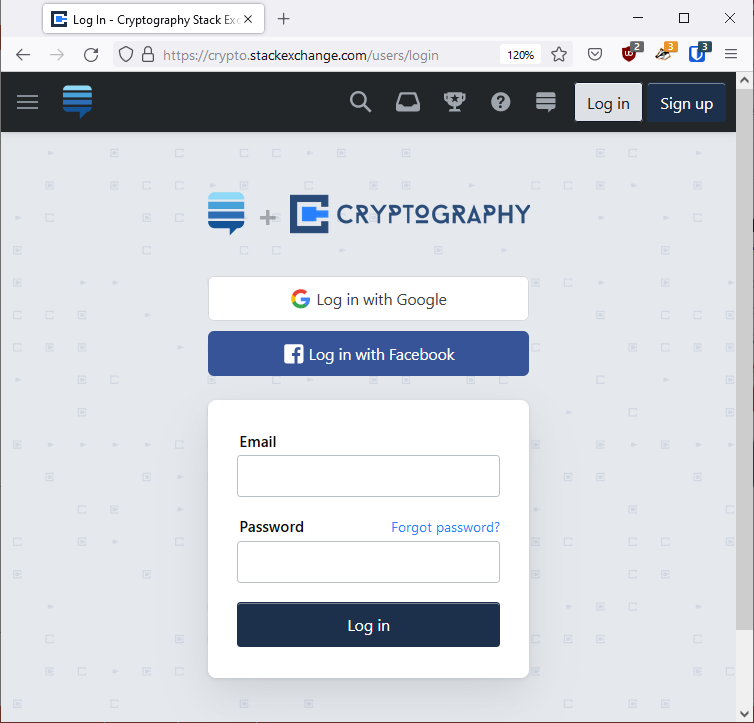 Log In - Cryptography Stack Exc
https://crypto.stackexchange.com/users/login
120%
2
3
3
Log in
Sign up
+ CRYPTOGRAPHY
Log in with Google
Log in with Facebook
Email
Password
Forgot password?
Log in